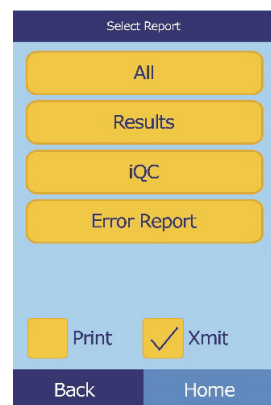 Select Report
All
Results
iQC
Error Report
Print Xmit
Back Home